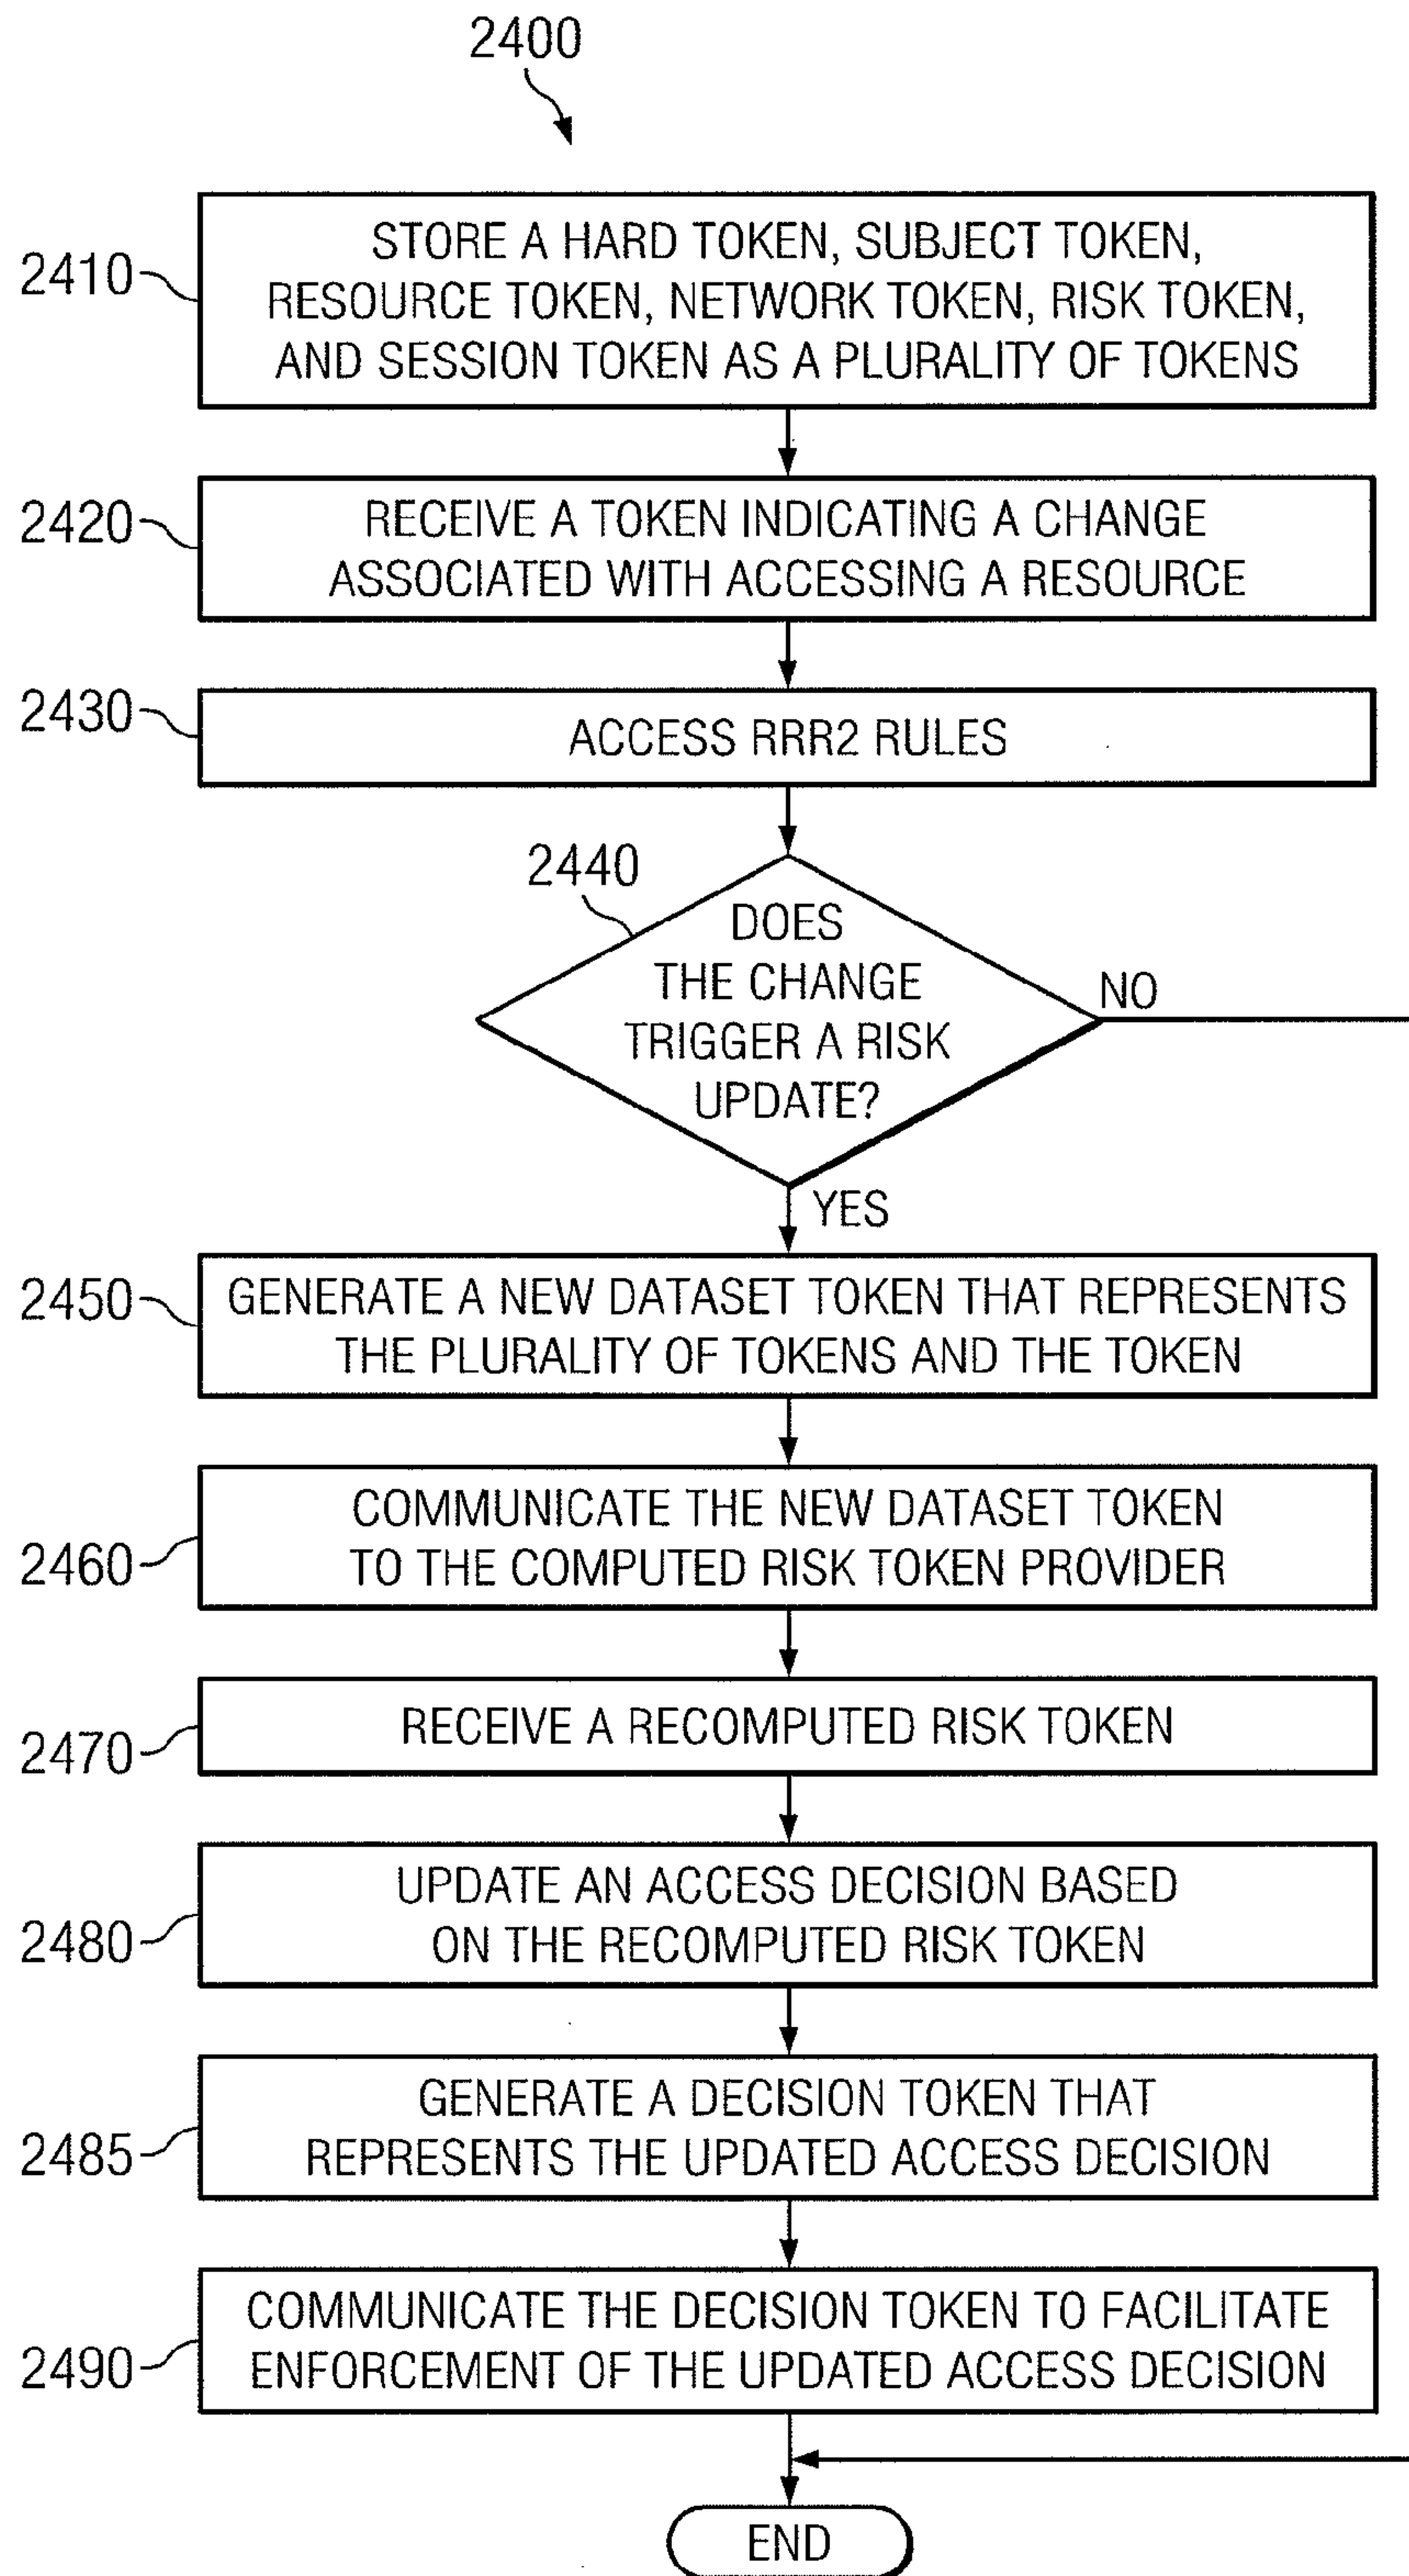 2400
2410
STORE A HARD TOKEN, SUBJECT TOKEN,
RESOURCE TOKEN, NETWORK TOKEN, RISK TOKEN,
AND SESSION TOKEN AS A PLURALITY OF TOKENS
2420
RECEIVE A TOKEN INDICATING A CHANGE
ASSOCIATED WITH ACCESSING A RESOURCE
2430
ACCESS RRR2 RULES
2440
DOES
THE CHANGE
TRIGGER A RISK
UPDATE?
NO
YES
2450
GENERATE A NEW DATASET TOKEN THAT REPRESENTS
THE PLURALITY OF TOKENS AND THE TOKEN
2460
COMMUNICATE THE NEW DATASET TOKEN
TO THE COMPUTED RISK TOKEN PROVIDER
2470
RECEIVE A RECOMPUTED RISK TOKEN
2480
UPDATE AN ACCESS DECISION BASED
ON THE RECOMPUTED RISK TOKEN
2485
GENERATE A DECISION TOKEN THAT
REPRESENTS THE UPDATED ACCESS DECISION
2490
COMMUNICATE THE DECISION TOKEN TO FACILITATE
ENFORCEMENT OF THE UPDATED ACCESS DECISION
END